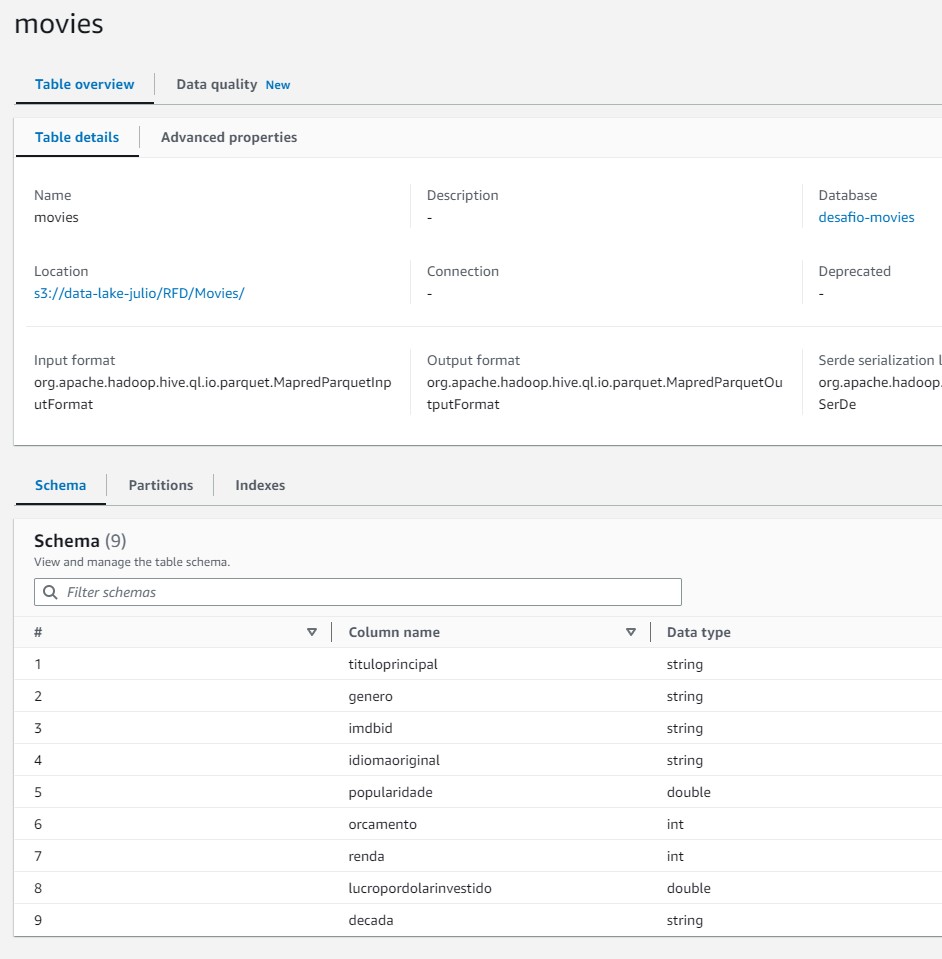 movies
Table overview
Data quality New
Table details
Advanced properties
Name
movies
Description
-
Database
desafio-movies
Location
s3://data-lake-julio/RFD/Movies/
Connection
-
Deprecated
-
Input format
org.apache.hadoop.hive.ql.io.parquet.MapredParquetInp
utFormat
Output format
org.apache.hadoop.hive.ql.io.parquet.MapredParquetOu
tputFormat
Serde serialization l
org.apache.hadoop.
SerDe
Schema
Partitions
Indexes
Schema (9)
View and manage the table schema.
Filter schemas
# Column name Data type
1 tituloprincipal string
2 genero string
3 imdbid string
4 idiomaoriginal string
5 popularidade double
6 orcamento int
7 renda int
8 lucropordolarinvestido double
9 decada string